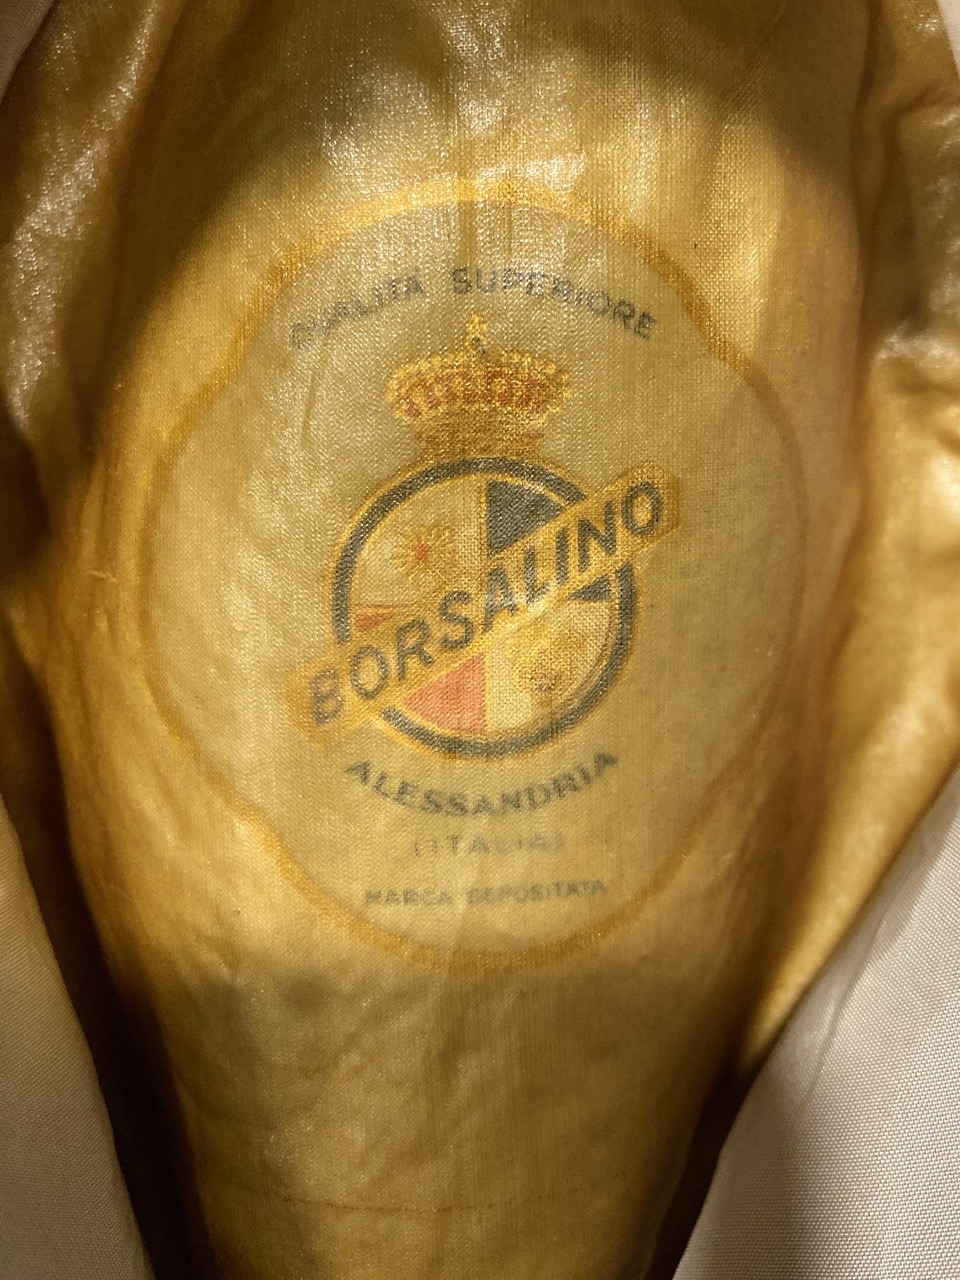 QUALITÀ SUPERIORE
BORSALINO
ALESSANDRIA
(ITALIA)
MARCA DEPOSITATA